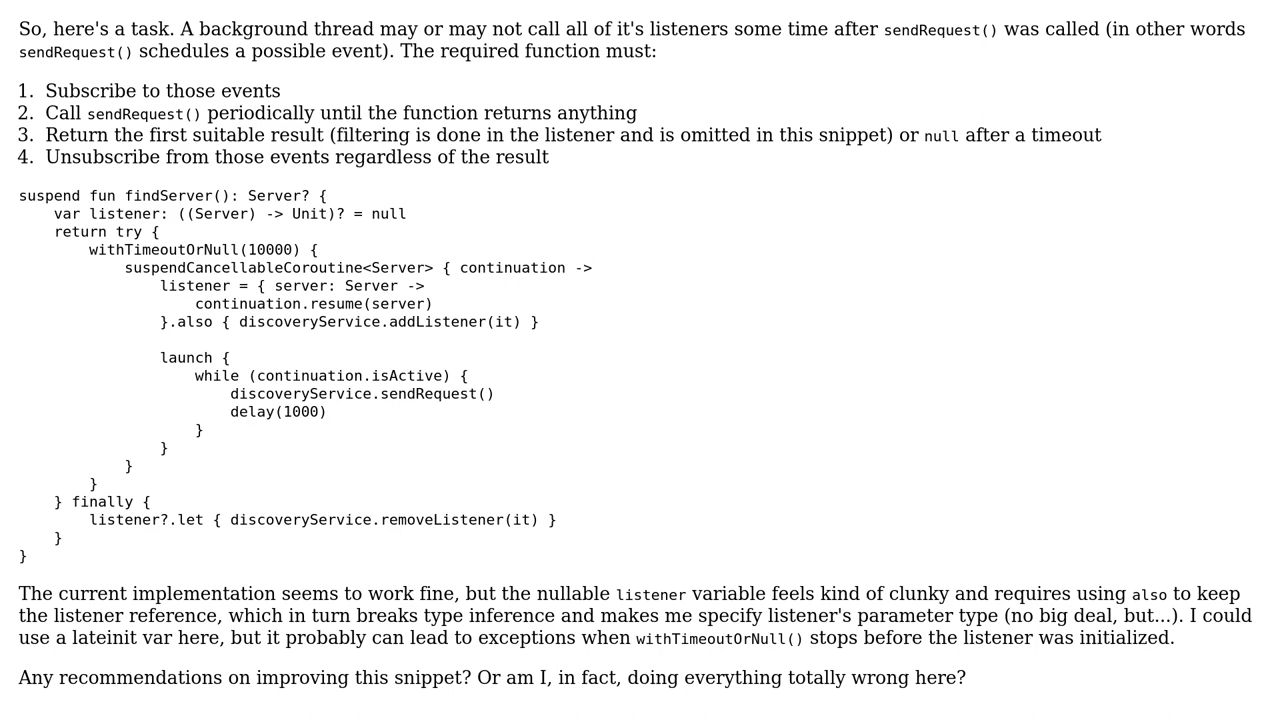 So, here's a task. A background thread may or may not call all of it's listeners some time after sendRequest() was called (in other words
sendRequest() schedules a possible event). The required function must:
1. Subscribe to those events
2. Call sendRequest() periodically until the function returns anything
3. Return the first suitable result (filtering is done in the listener and is omitted in this snippet) or null after a timeout
4. Unsubscribe from those events regardless of the result
suspend fun findServer(): Server? {
    var listener: ((Server) -> Unit)? = null
    return try {
        withTimeoutOrNull(10000) {
            suspendCancellableCoroutine<Server> { continuation ->
                listener = { server: Server ->
                    continuation.resume(server)
                }.also { discoveryService.addListener(it) }
                launch {
                    while (continuation.isActive) {
                        discoveryService.sendRequest()
                        delay(1000)
                    }
                }
            }
        }
    } finally {
        listener?.let { discoveryService.removeListener(it) }
    }
}
The current implementation seems to work fine, but the nullable listener variable feels kind of clunky and requires using also to keep
the listener reference, which in turn breaks type inference and makes me specify listener's parameter type (no big deal, but...). I could
use a lateinit var here, but it probably can lead to exceptions when withTimeoutOrNull() stops before the listener was initialized.
Any recommendations on improving this snippet? Or am I, in fact, doing everything totally wrong here?